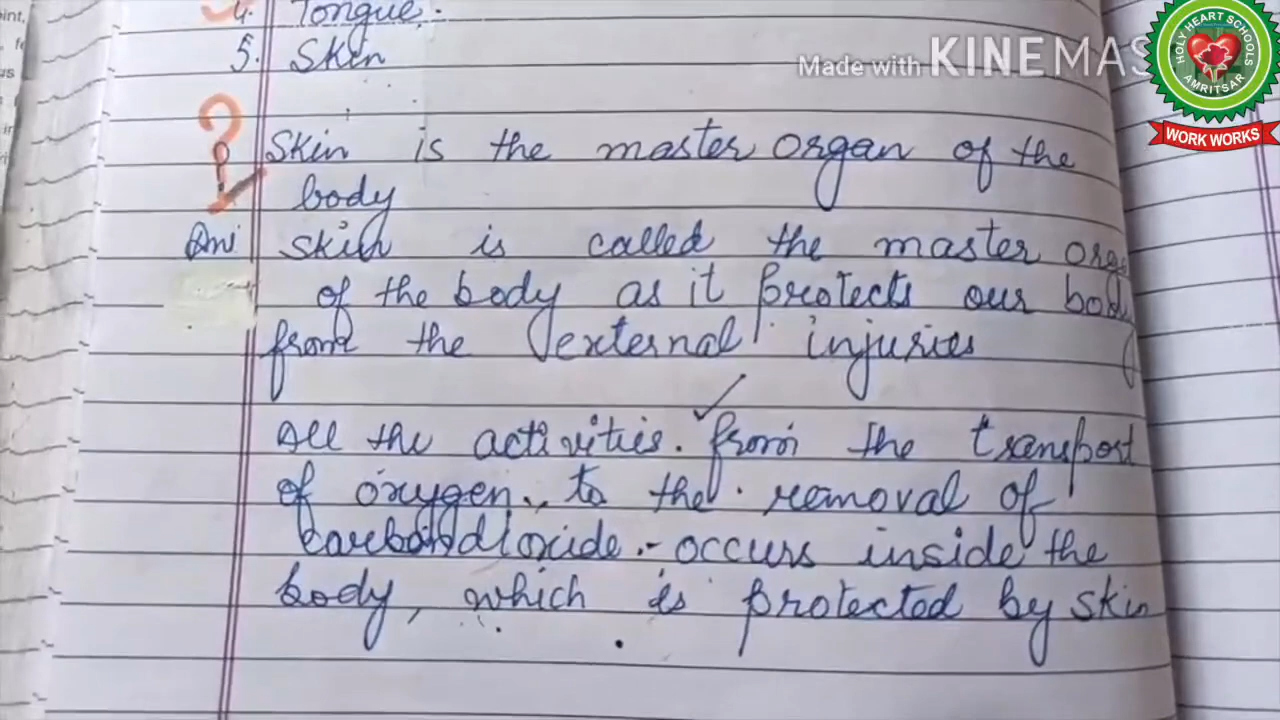 4. Tongue.
5. Skin
Made with KINEMAS
HOLY HEART SCHOOLS
AMRITSAR
WORK WORKS
? Skin is the master organ of the
body
Ans Skin is called the master orga
of the body as it protects our body
from the external injuries
All the activities. from the transport
of oxygen., to the . removal of
carbondioxide .- occurs inside the
body, which is protected by skin